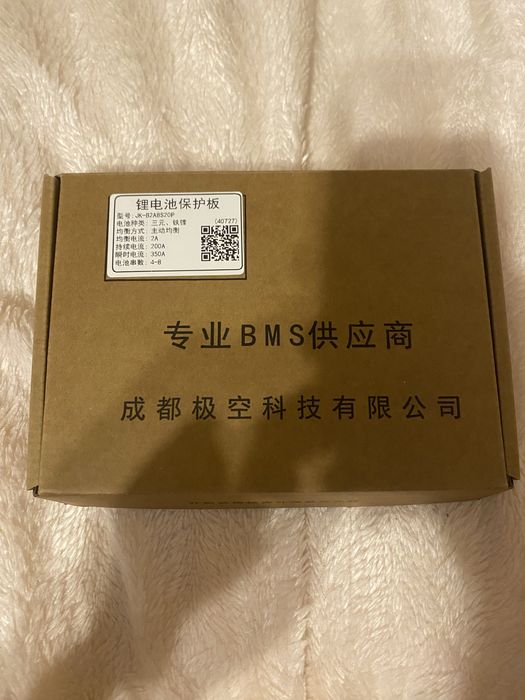 锂电池保护板
型号: JK-B2A8S20P
电池种类: 三元、铁锂 (40727)
均衡方式: 主动均衡
均衡电流: 2A
持续电流: 200A
瞬时电流: 350A
电池串数: 4-8
专业BMS供应商
成都极空科技有限公司